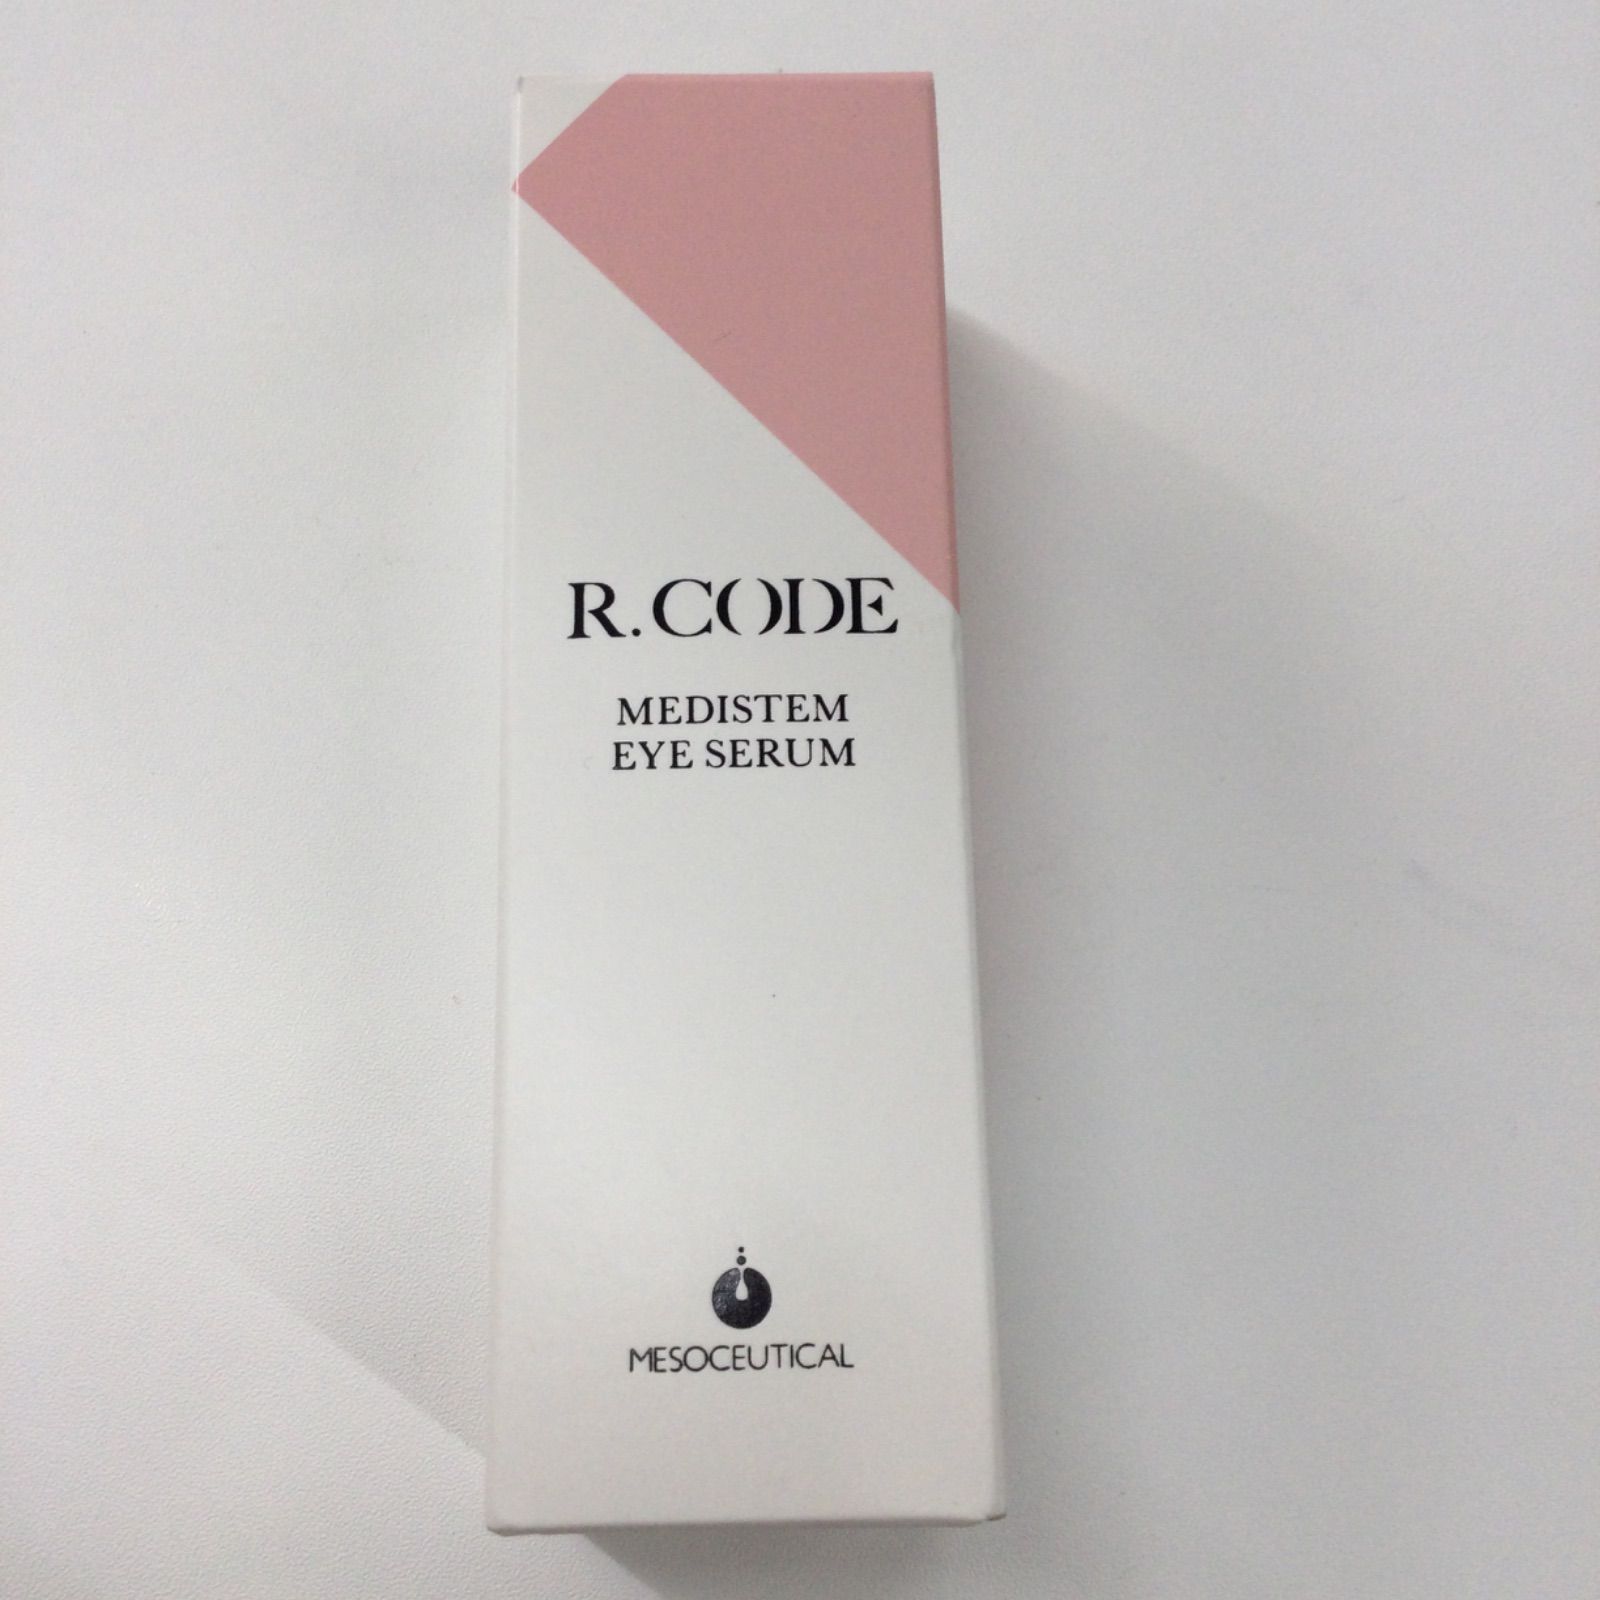 R.CODE
MEDISTEM
EYE SERUM
MESOCEUTICAL